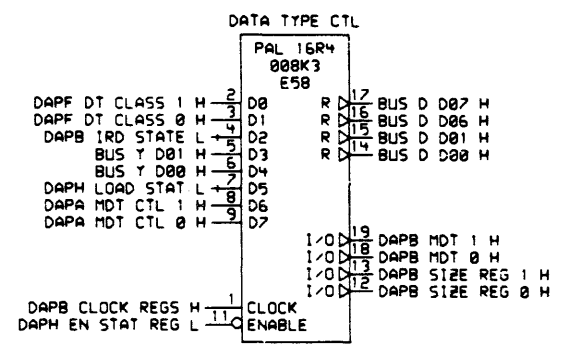 DATA TYPE CTL
PAL 16R4
008K3
E58
DAPF DT CLASS 1 H 2 D0 R 17 BUS D D07 H
DAPF DT CLASS 0 H 3 D1 R 16 BUS D D06 H
DAPB IRD STATE L 4 D2 R 15 BUS D D01 H
BUS Y D01 H 5 D3 R 14 BUS D D00 H
BUS Y D00 H 6 D4
DAPH LOAD STAT L 7 D5
DAPA MDT CTL 1 H 8 D6
DAPA MDT CTL 0 H 9 D7
I/O 19 DAPB MDT 1 H
I/O 18 DAPB MDT 0 H
I/O 13 DAPB SIZE REG 1 H
I/O 12 DAPB SIZE REG 0 H
DAPB CLOCK REGS H 1 CLOCK
DAPH EN STAT REG L 11 ENABLE